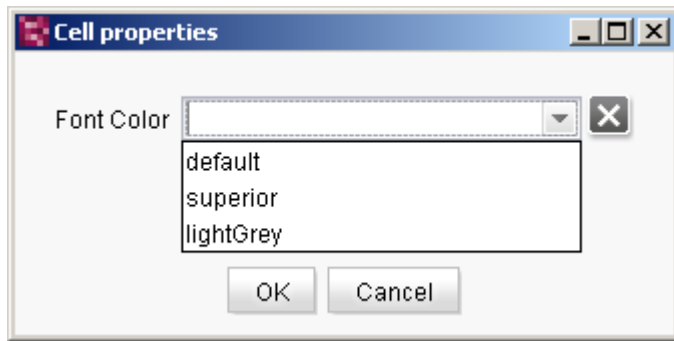 Cell properties
Font Color
default
superior
lightGrey
OK Cancel